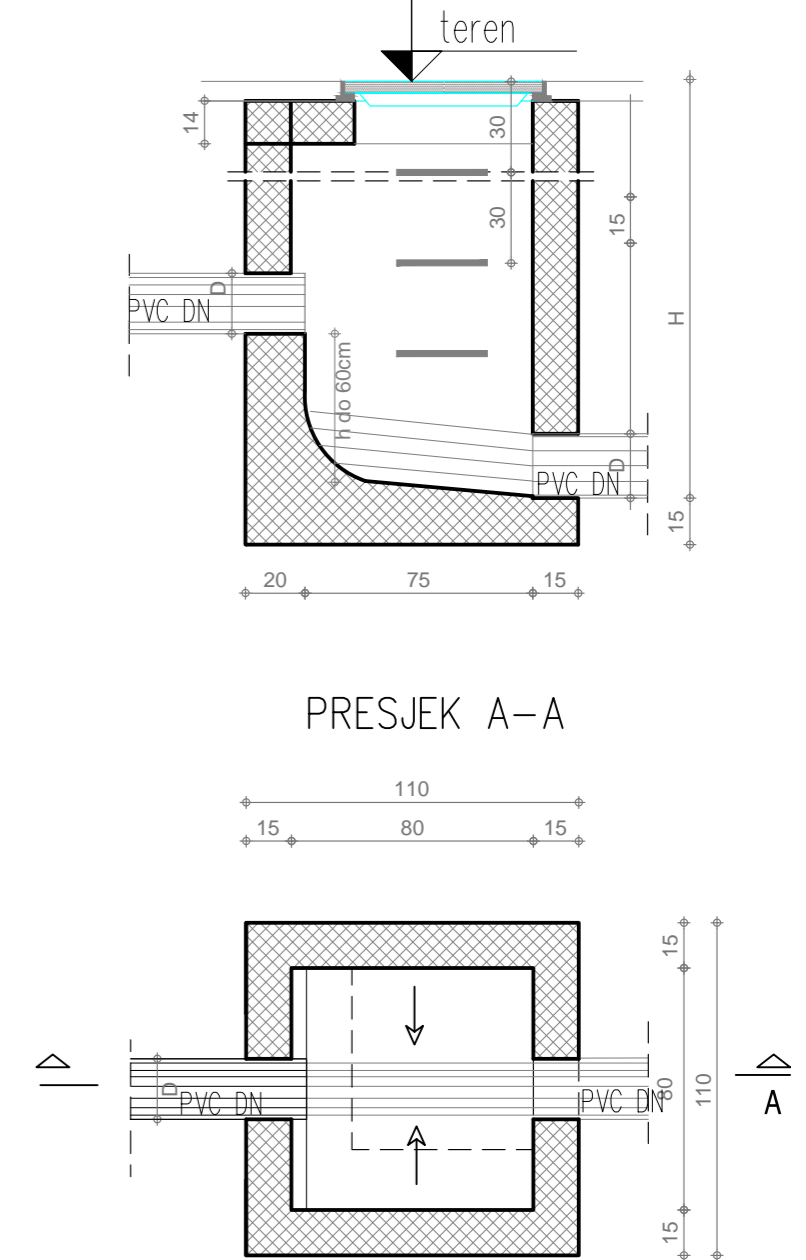 teren
14
30
30
15
D
PVC DN
H
h do 60cm
D
PVC DN
15
20
75
15
PRESJEK A-A
110
15
80
15
15
D
PVC DN
PVC DN
80
110
A
15